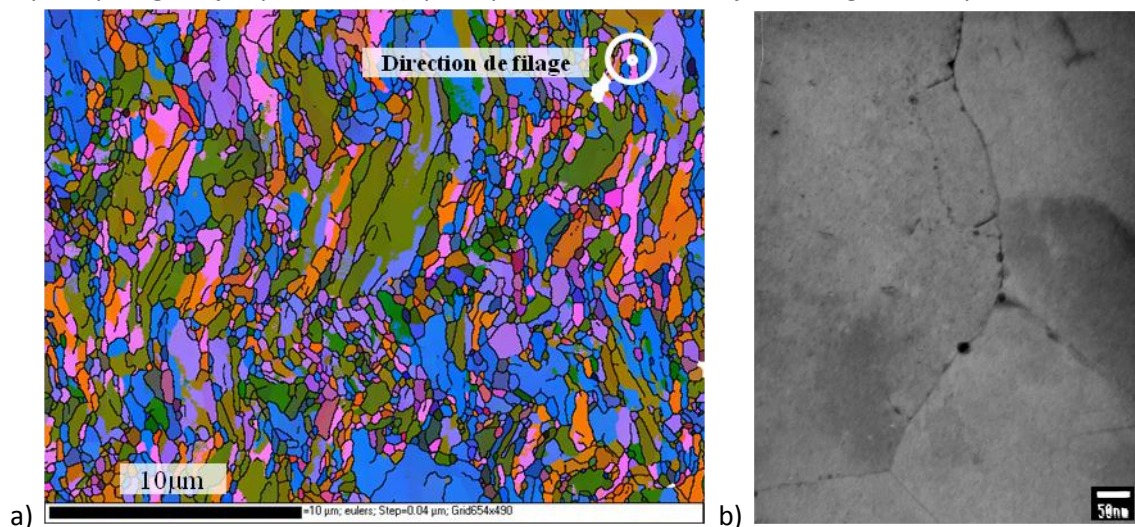 Direction de filage
10µm
=10 µm; eulers; Step=0.04 µm; Grid654x490
a)
b)
50nm